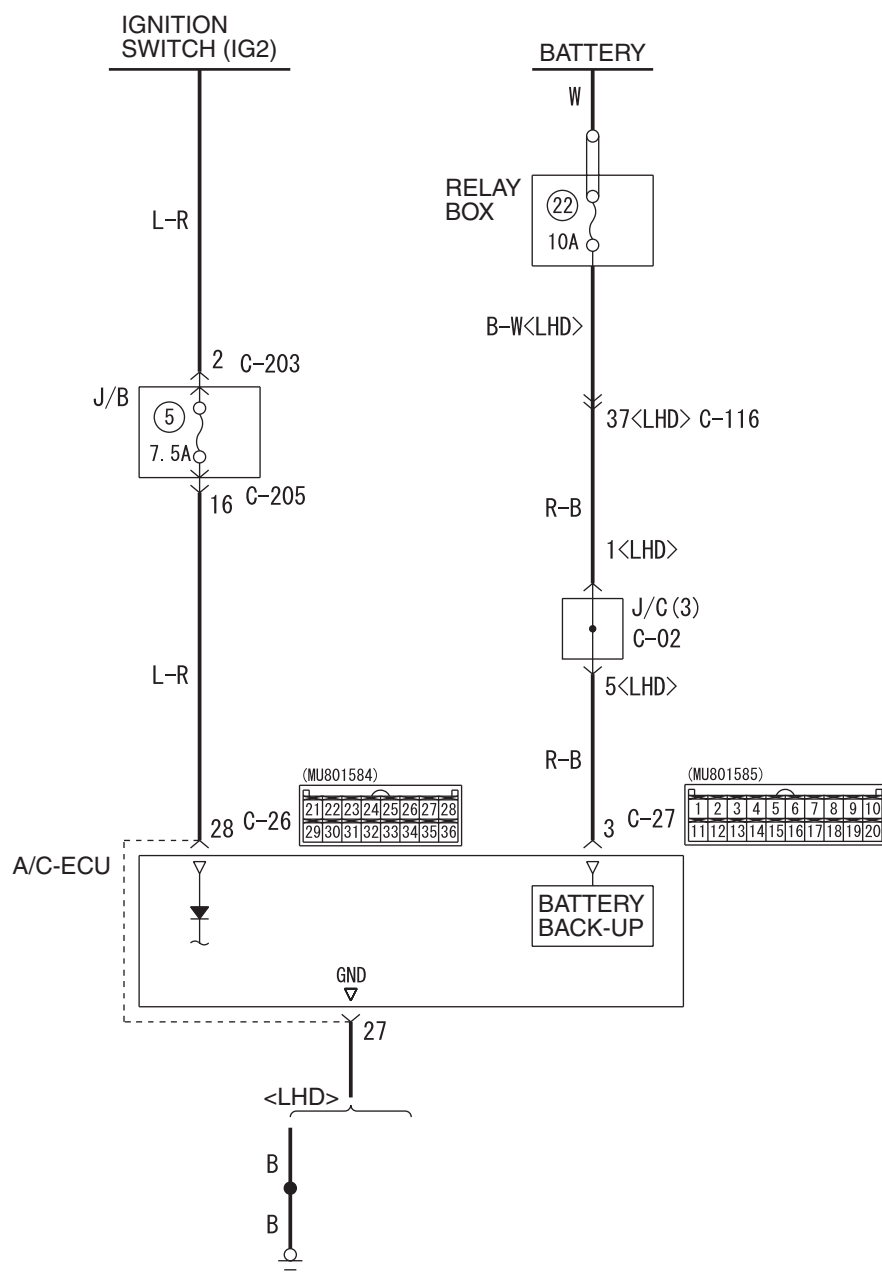 IGNITION
SWITCH (IG2)
BATTERY
W
RELAY
BOX
22
10A
L-R
B-W<LHD>
2 C-203
J/B
5
7.5A
37<LHD> C-116
16 C-205
R-B
1<LHD>
J/C(3)
C-02
L-R
5<LHD>
R-B
(MU801584)
21 22 23 24 25 26 27 28
29 30 31 32 33 34 35 36
(MU801585)
1 2 3 4 5 6 7 8 9 10
11 12 13 14 15 16 17 18 19 20
28 C-26
3 C-27
A/C-ECU
BATTERY
BACK-UP
GND
27
<LHD>
B
B